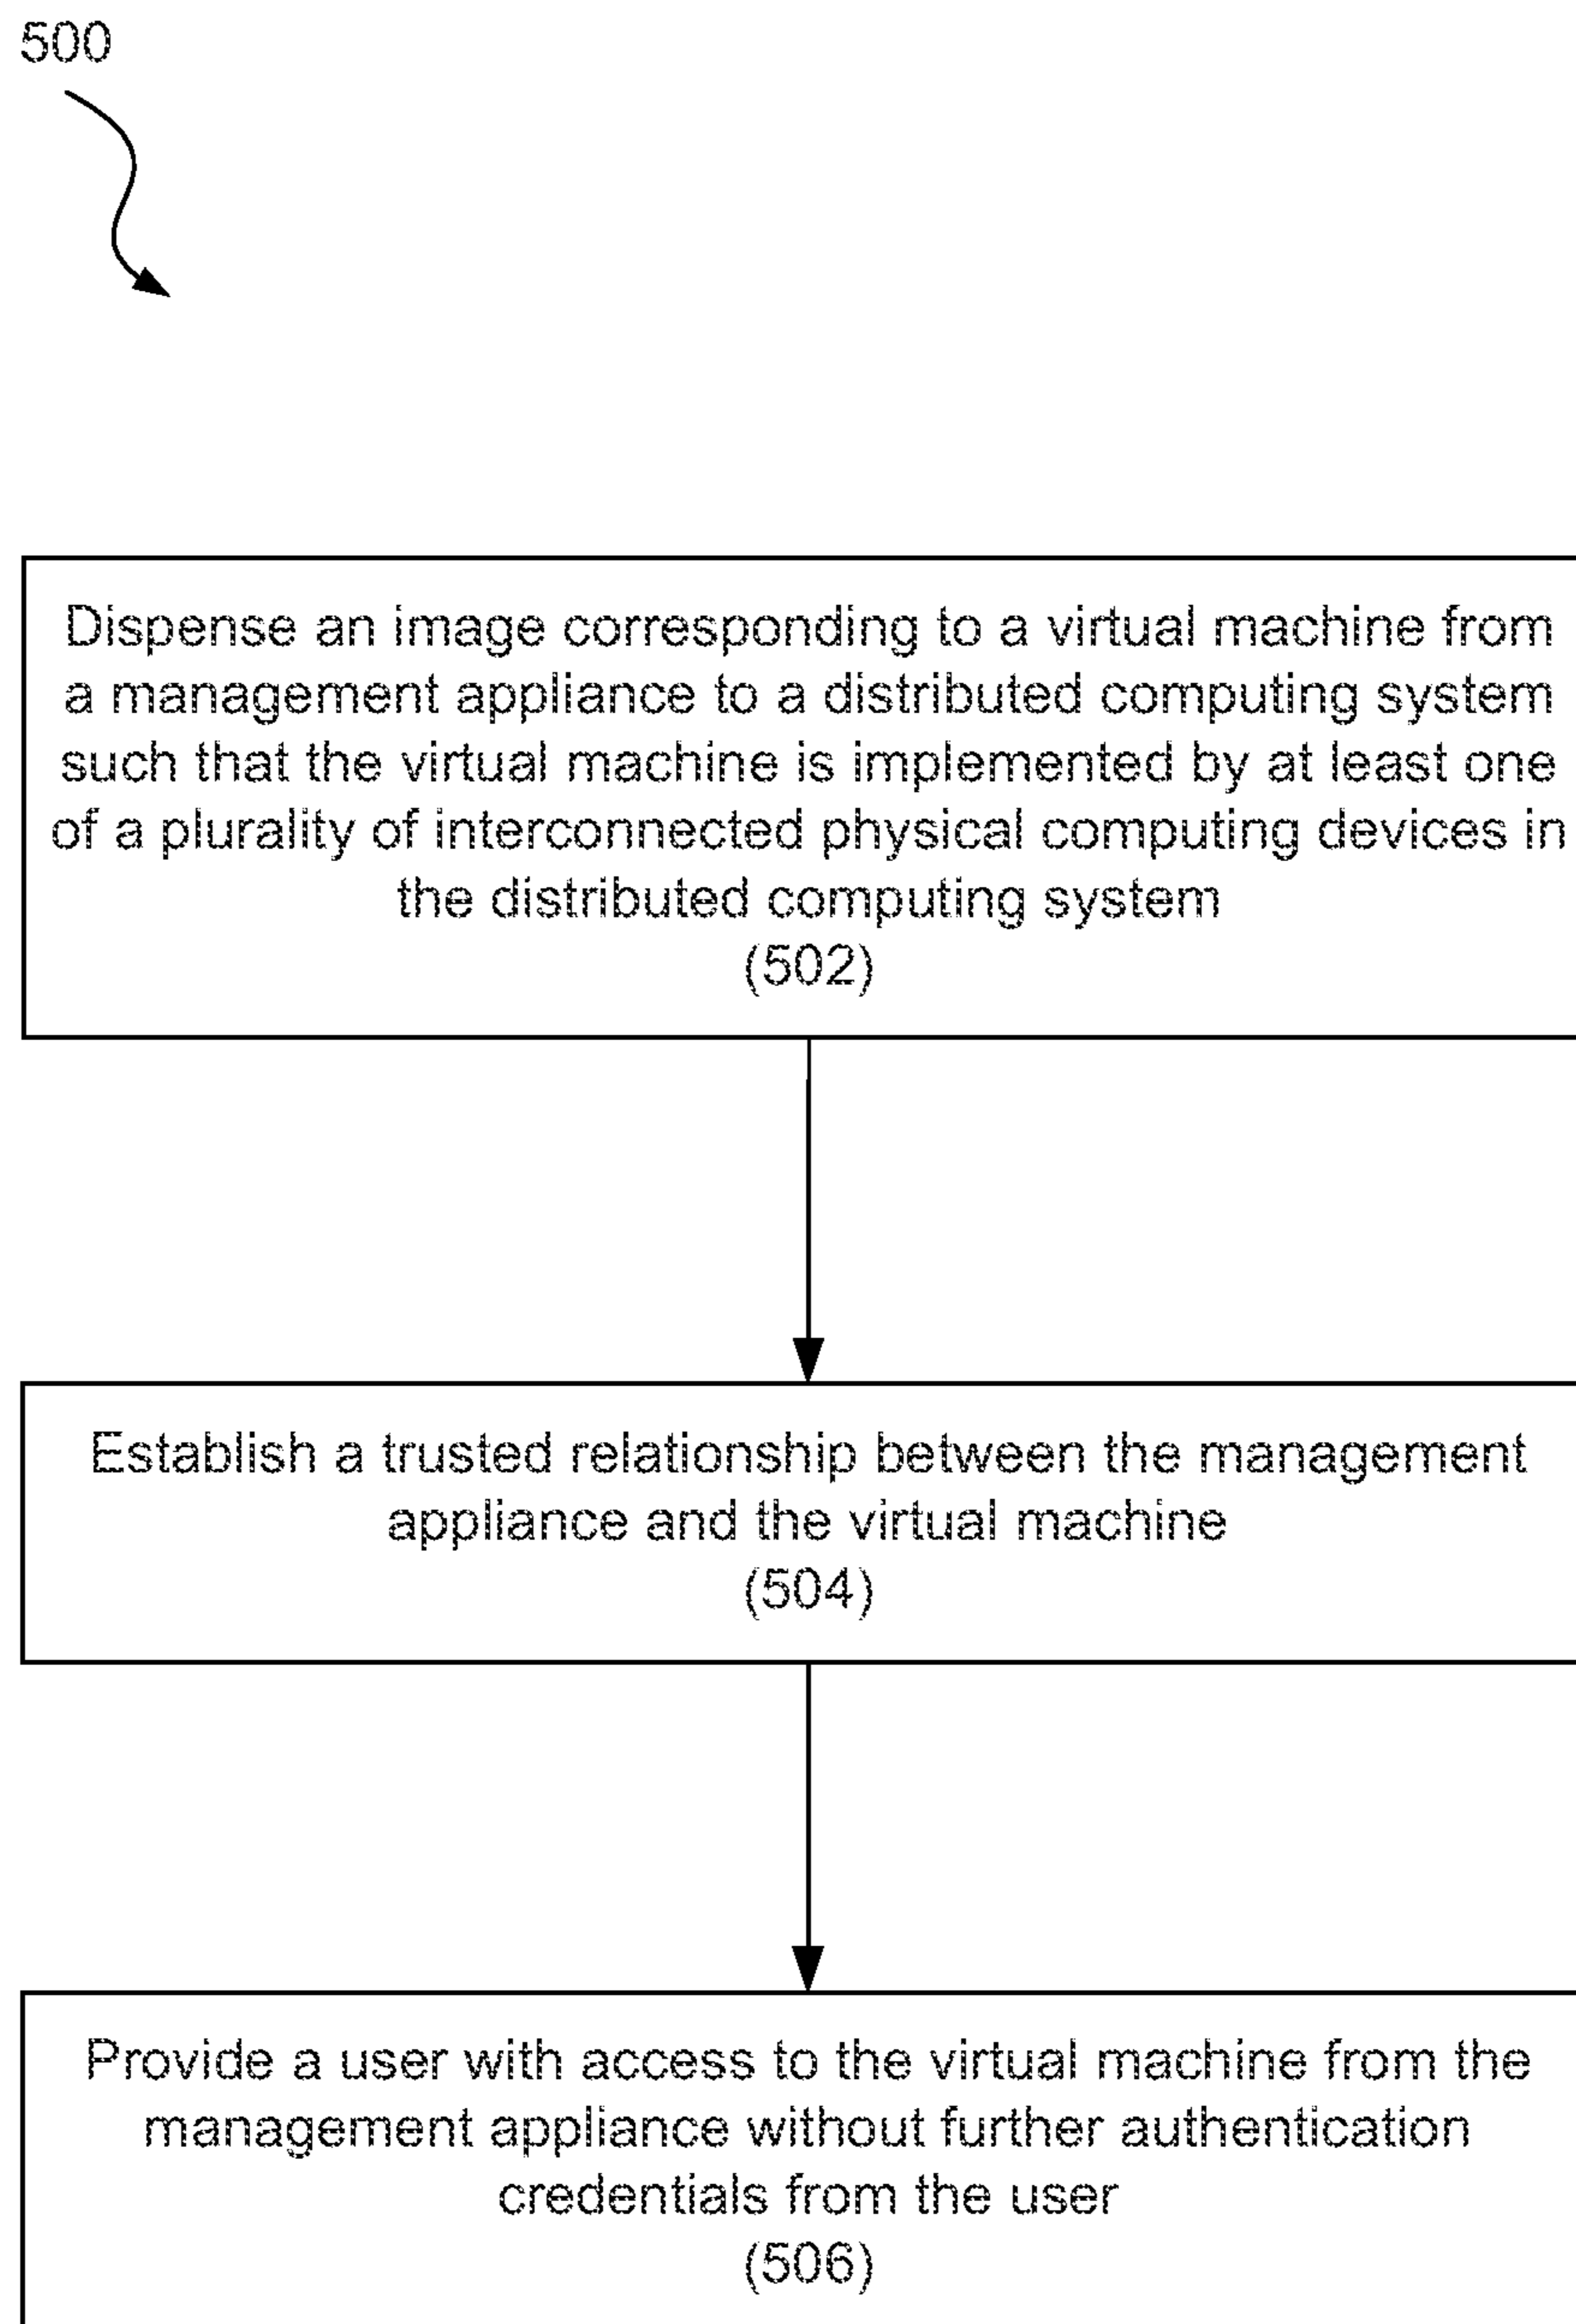 500
Dispense an image corresponding to a virtual machine from
a management appliance to a distributed computing system
such that the virtual machine is implemented by at least one
of a plurality of interconnected physical computing devices in
the distributed computing system
(502)
Establish a trusted relationship between the management
appliance and the virtual machine
(504)
Provide a user with access to the virtual machine from the
management appliance without further authentication
credentials from the user
(506)